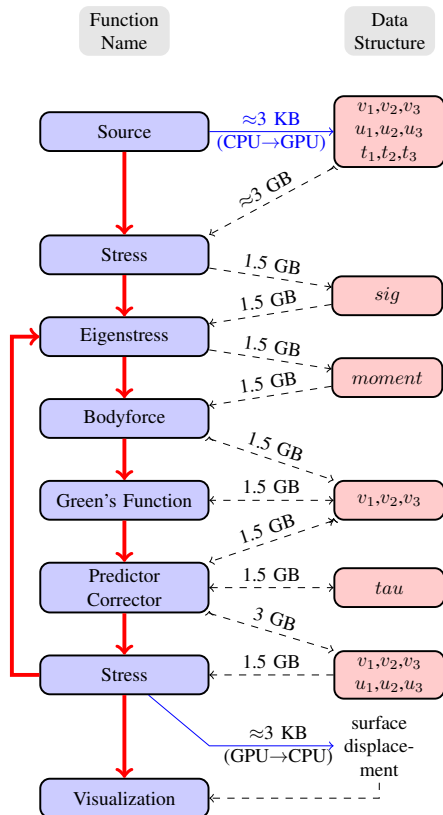 Function
Name
Data
Structure
Source
≈3 KB
(CPU→GPU)
v₁,v₂,v₃
u₁,u₂,u₃
t₁,t₂,t₃
≈3 GB
Stress
1.5 GB
sig
1.5 GB
Eigenstress
1.5 GB
moment
1.5 GB
Bodyforce
1.5 GB
Green's Function
1.5 GB
v₁,v₂,v₃
1.5 GB
Predictor
Corrector
1.5 GB
tau
3 GB
Stress
1.5 GB
v₁,v₂,v₃
u₁,u₂,u₃
≈3 KB
(GPU→CPU)
surface
displace-
ment
Visualization